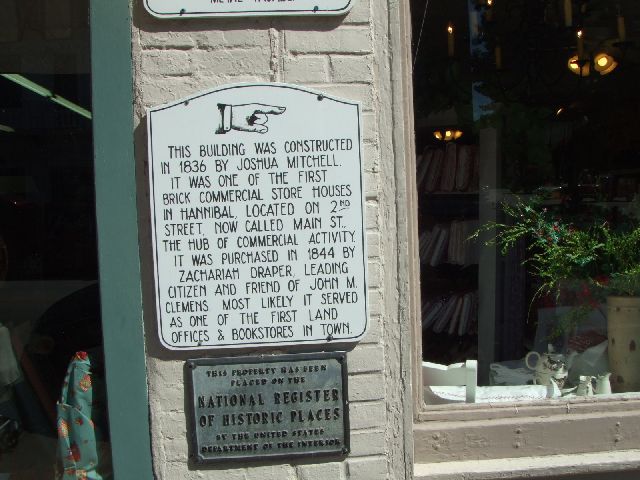 THIS BUILDING WAS CONSTRUCTED
IN 1836 BY JOSHUA MITCHELL.
IT WAS ONE OF THE FIRST
BRICK COMMERCIAL STORE HOUSES
IN HANNIBAL, LOCATED ON 2ND
STREET, NOW CALLED MAIN ST.,
THE HUB OF COMMERCIAL ACTIVITY.
IT WAS PURCHASED IN 1844 BY
ZACHARIAH DRAPER, LEADING
CITIZEN AND FRIEND OF JOHN M.
CLEMENS. MOST LIKELY IT SERVED
AS ONE OF THE FIRST LAND
OFFICES & BOOKSTORES IN TOWN.
THIS PROPERTY HAS BEEN
PLACED ON THE
NATIONAL REGISTER
OF HISTORIC PLACES
BY THE UNITED STATES
DEPARTMENT OF THE INTERIOR